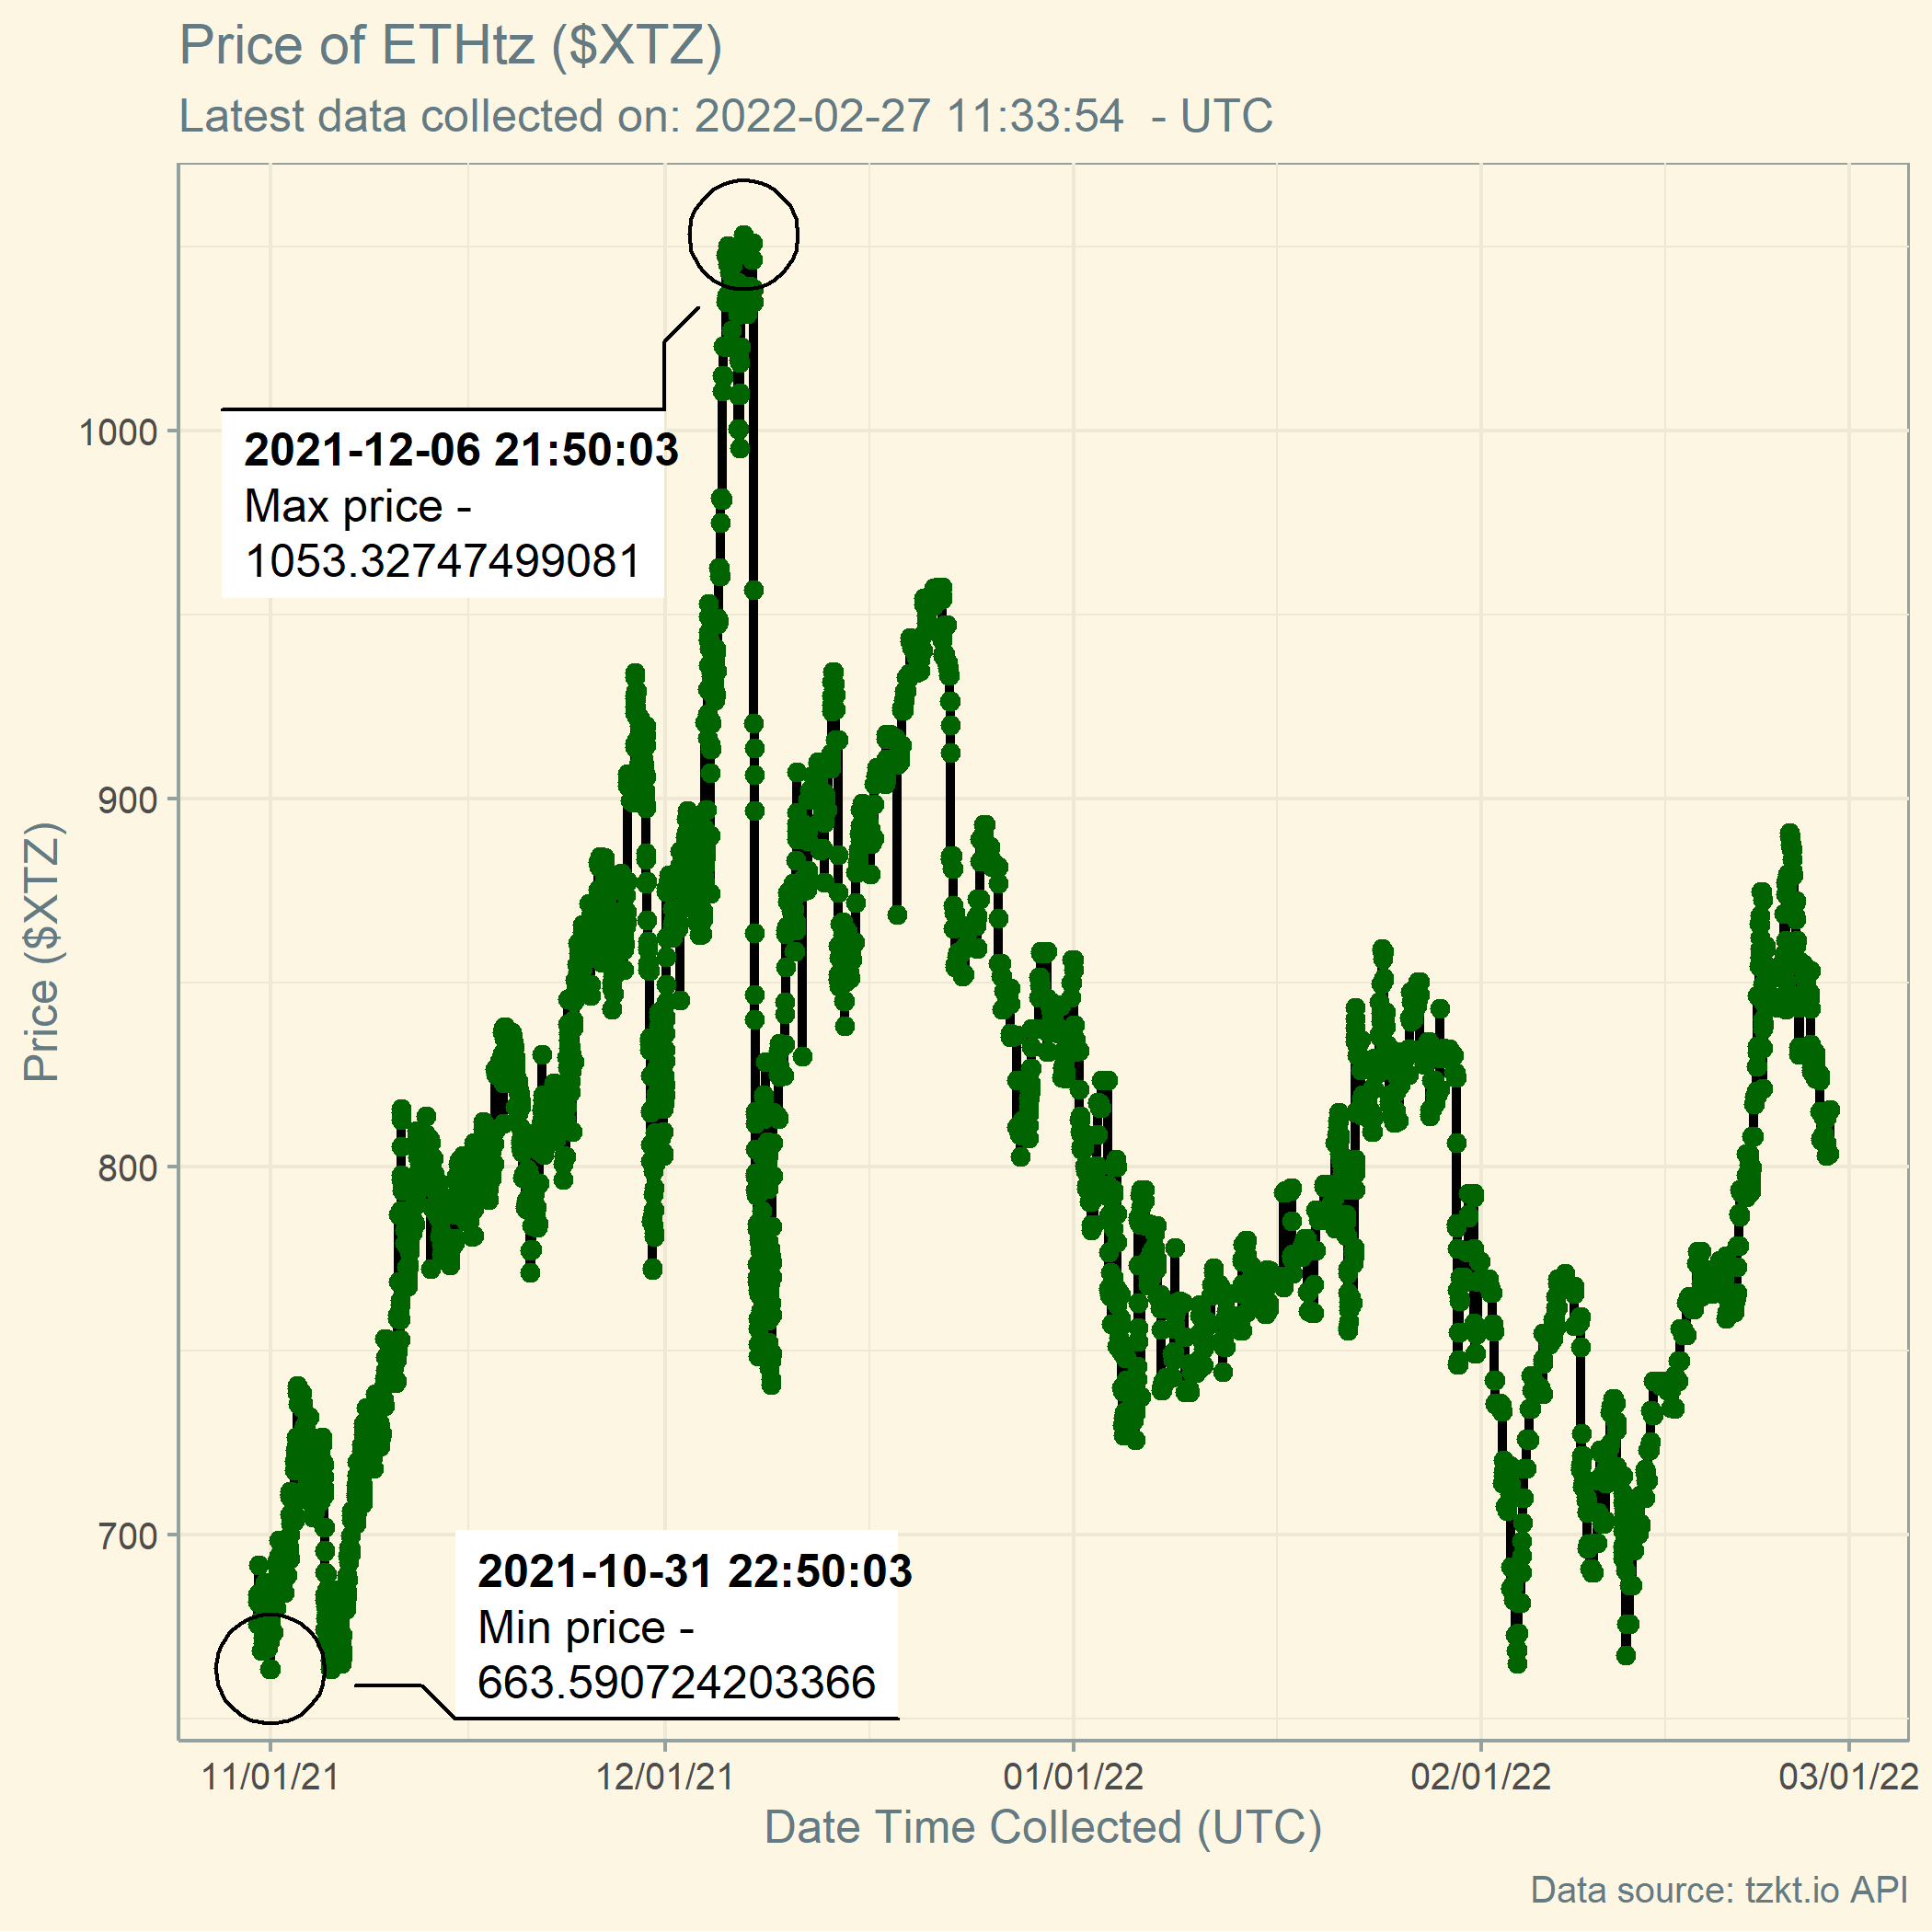 Price of ETHtz ($XTZ)
Latest data collected on: 2022-02-27 11:33:54  - UTC
Price ($XTZ)
1000
900
800
700
2021-12-06 21:50:03
Max price -
1053.32747499081
2021-10-31 22:50:03
Min price -
663.590724203366
11/01/21
12/01/21
01/01/22
02/01/22
03/01/22
Date Time Collected (UTC)
Data source: tzkt.io API